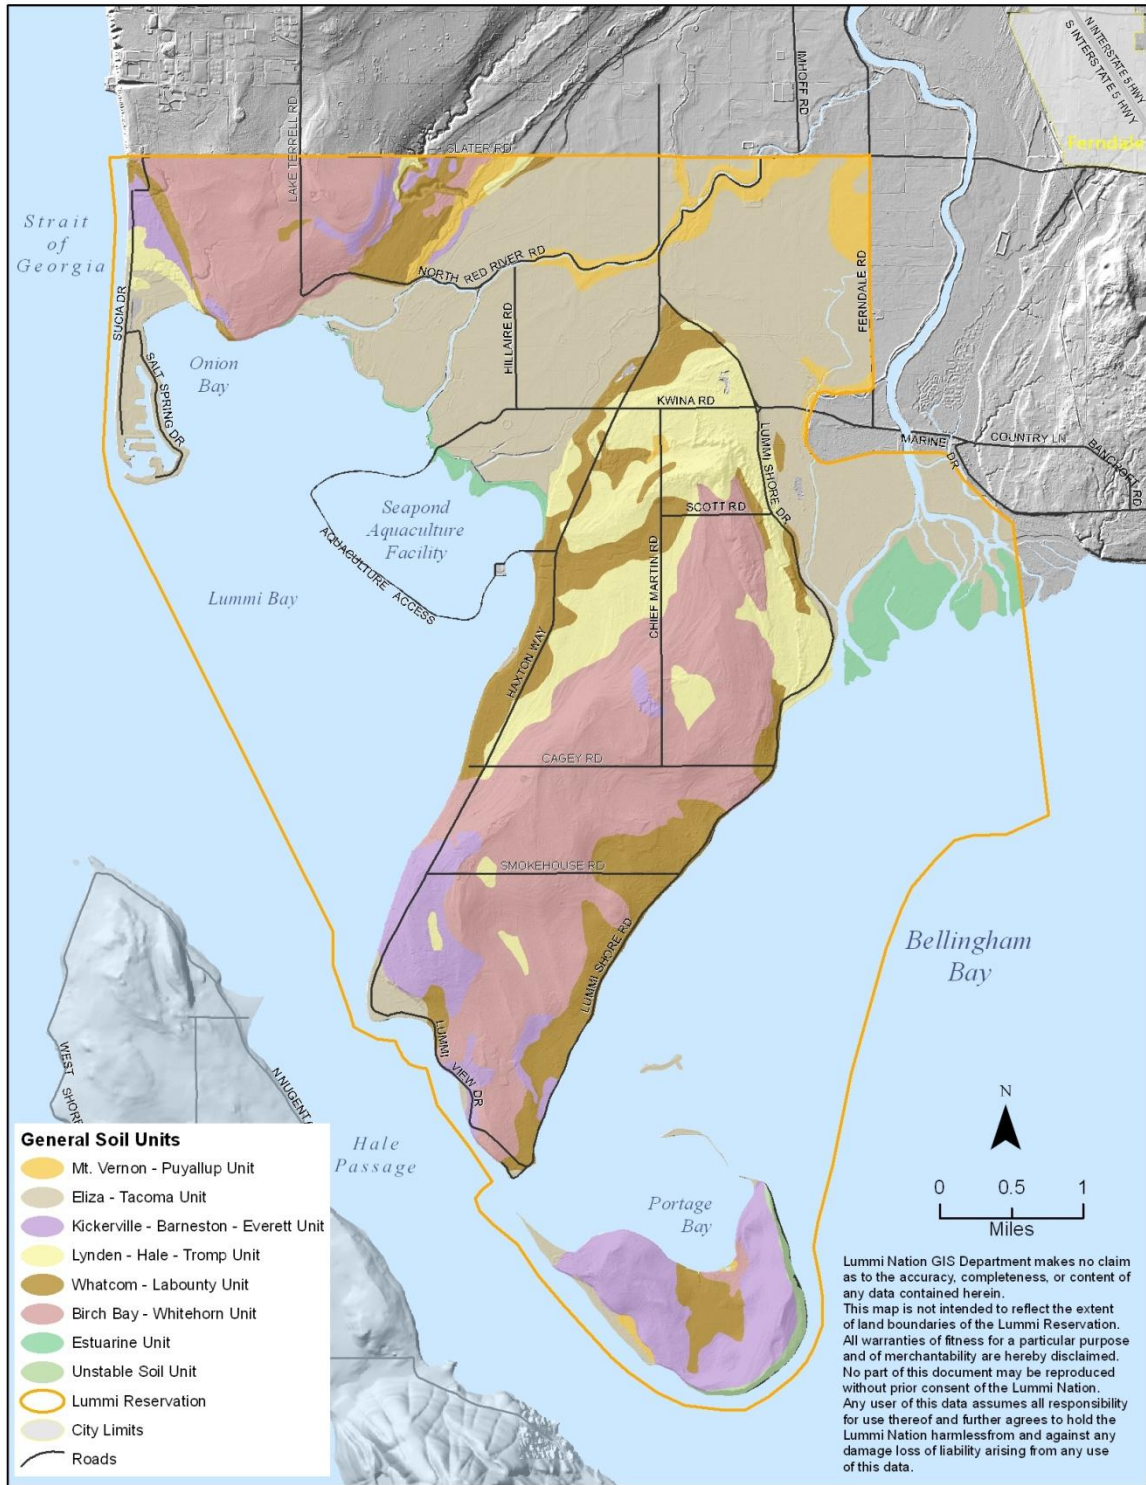 IMHOFF RD
N INTERSTATE 5 HWY
S INTERSTATE 5 HWY
Ferndale
LAKE TERRELL RD
SLATER RD
Strait
of
Georgia
NORTH RED RIVER RD
FERNDALE RD
SUCIA DR
HILLAIRE RD
Onion
Bay
SALT SPRING DR
KWINA RD
LUMMI SHORE DR
MARINE DR
COUNTRY LN
BANCROFT RD
Seapond
Aquaculture
Facility
SCOTT RD
AQUACULTURE ACCESS
CHIEF MARTIN RD
Lummi Bay
HAXTON WAY
CAGEY RD
SMOKEHOUSE RD
LUMMI SHORE RD
Bellingham
Bay
LUMMI VIEW DR
WEST SHORE
N NUGENT
Hale
Passage
Portage
Bay
N
0 0.5 1
Miles
General Soil Units
Mt. Vernon - Puyallup Unit
Eliza - Tacoma Unit
Kickerville - Barneston - Everett Unit
Lynden - Hale - Tromp Unit
Whatcom - Labounty Unit
Birch Bay - Whitehorn Unit
Estuarine Unit
Unstable Soil Unit
Lummi Reservation
City Limits
Roads
Lummi Nation GIS Department makes no claim
as to the accuracy, completeness, or content of
any data contained herein.
This map is not intended to reflect the extent
of land boundaries of the Lummi Reservation.
All warranties of fitness for a particular purpose
and of merchantability are hereby disclaimed.
No part of this document may be reproduced
without prior consent of the Lummi Nation.
Any user of this data assumes all responsibility
for use thereof and further agrees to hold the
Lummi Nation harmlessfrom and against any
damage loss of liability arising from any use
of this data.